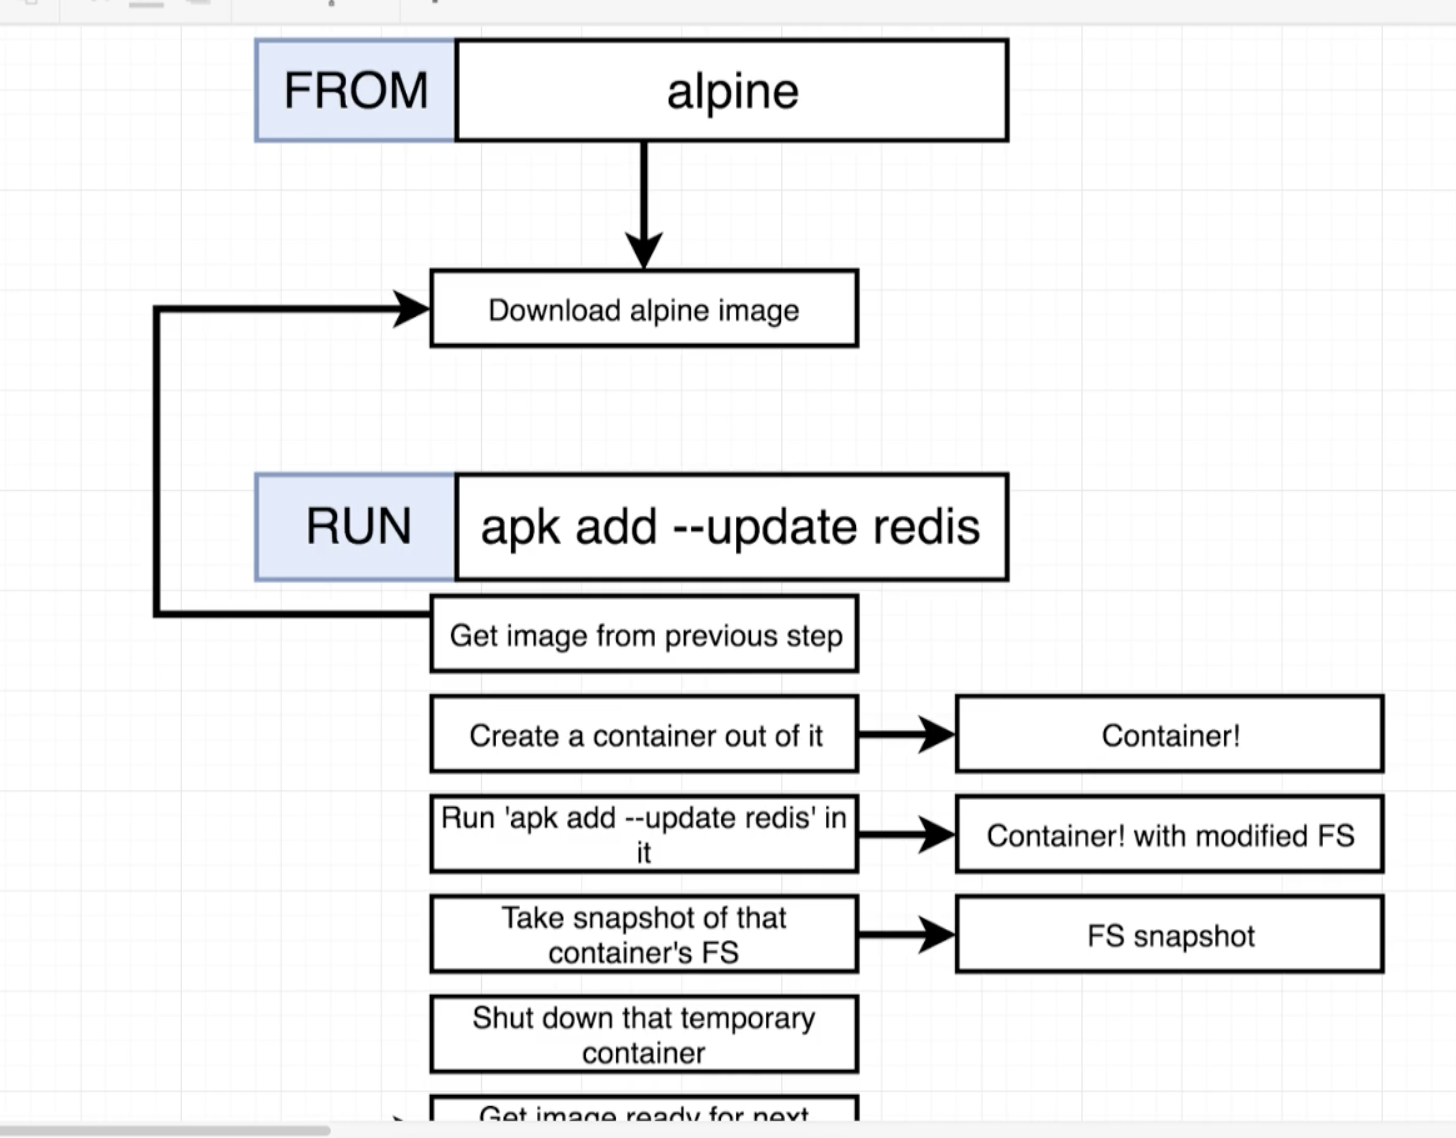 FROM alpine
Download alpine image
RUN apk add --update redis
Get image from previous step
Create a container out of it
Container!
Run 'apk add --update redis' in
it
Container! with modified FS
Take snapshot of that
container's FS
FS snapshot
Shut down that temporary
container
Get image ready for next